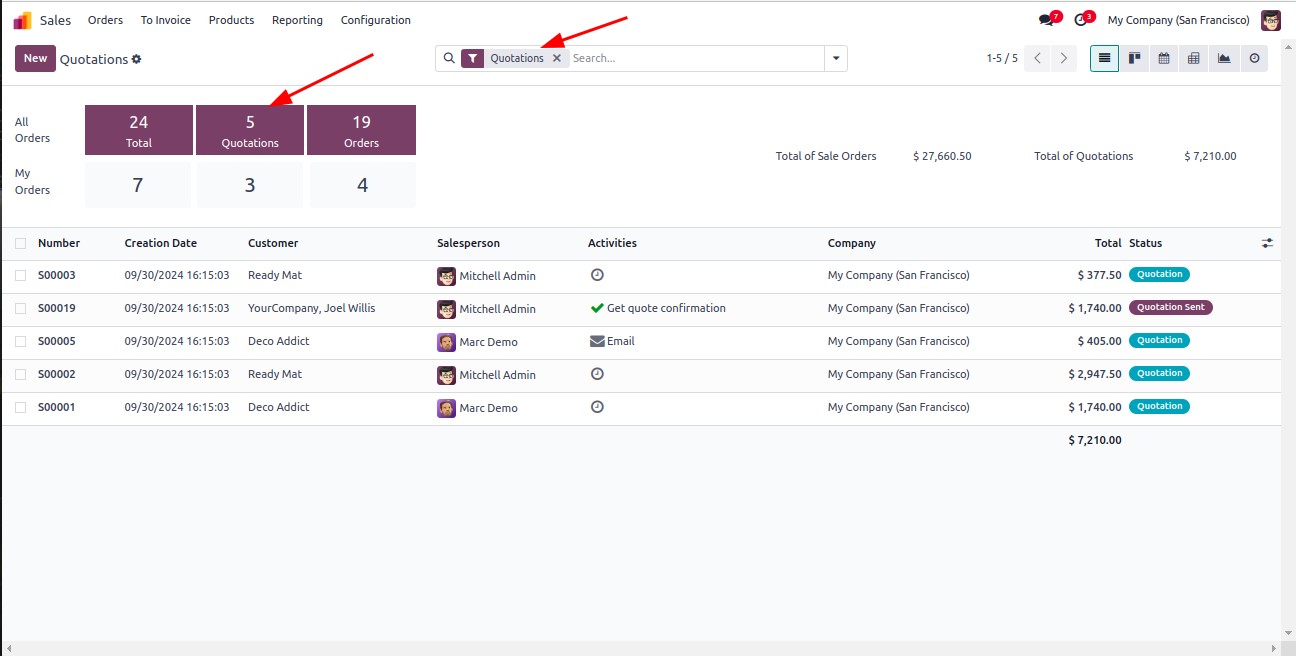 Sales Orders To Invoice Products Reporting Configuration 7 3 My Company (San Francisco)
New Quotations Quotations Search... 1-5 / 5
All Orders 24 Total 5 Quotations 19 Orders
Total of Sale Orders $ 27,660.50 Total of Quotations $ 7,210.00
My Orders 7 3 4
Number Creation Date Customer Salesperson Activities Company Total Status
S00003 09/30/2024 16:15:03 Ready Mat Mitchell Admin My Company (San Francisco) $ 377.50 Quotation
S00019 09/30/2024 16:15:03 YourCompany, Joel Willis Mitchell Admin Get quote confirmation My Company (San Francisco) $ 1,740.00 Quotation Sent
S00005 09/30/2024 16:15:03 Deco Addict Marc Demo Email My Company (San Francisco) $ 405.00 Quotation
S00002 09/30/2024 16:15:03 Ready Mat Mitchell Admin My Company (San Francisco) $ 2,947.50 Quotation
S00001 09/30/2024 16:15:03 Deco Addict Marc Demo My Company (San Francisco) $ 1,740.00 Quotation
$ 7,210.00